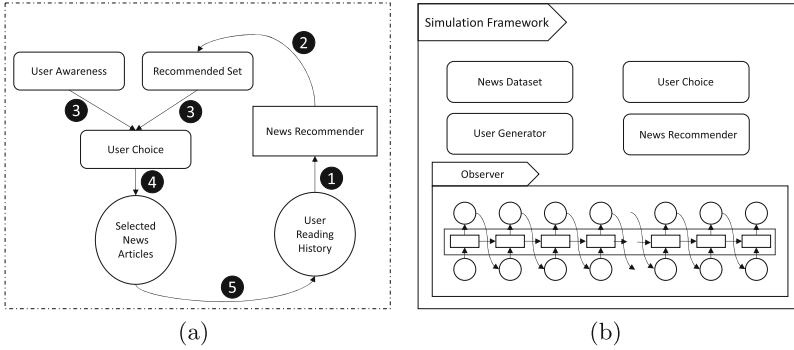 2
User Awareness
Recommended Set
3
3
News Recommender
User Choice
4
1
Selected
News
Articles
User
Reading
History
5
(a)
Simulation Framework
News Dataset
User Choice
User Generator
News Recommender
Observer
(b)